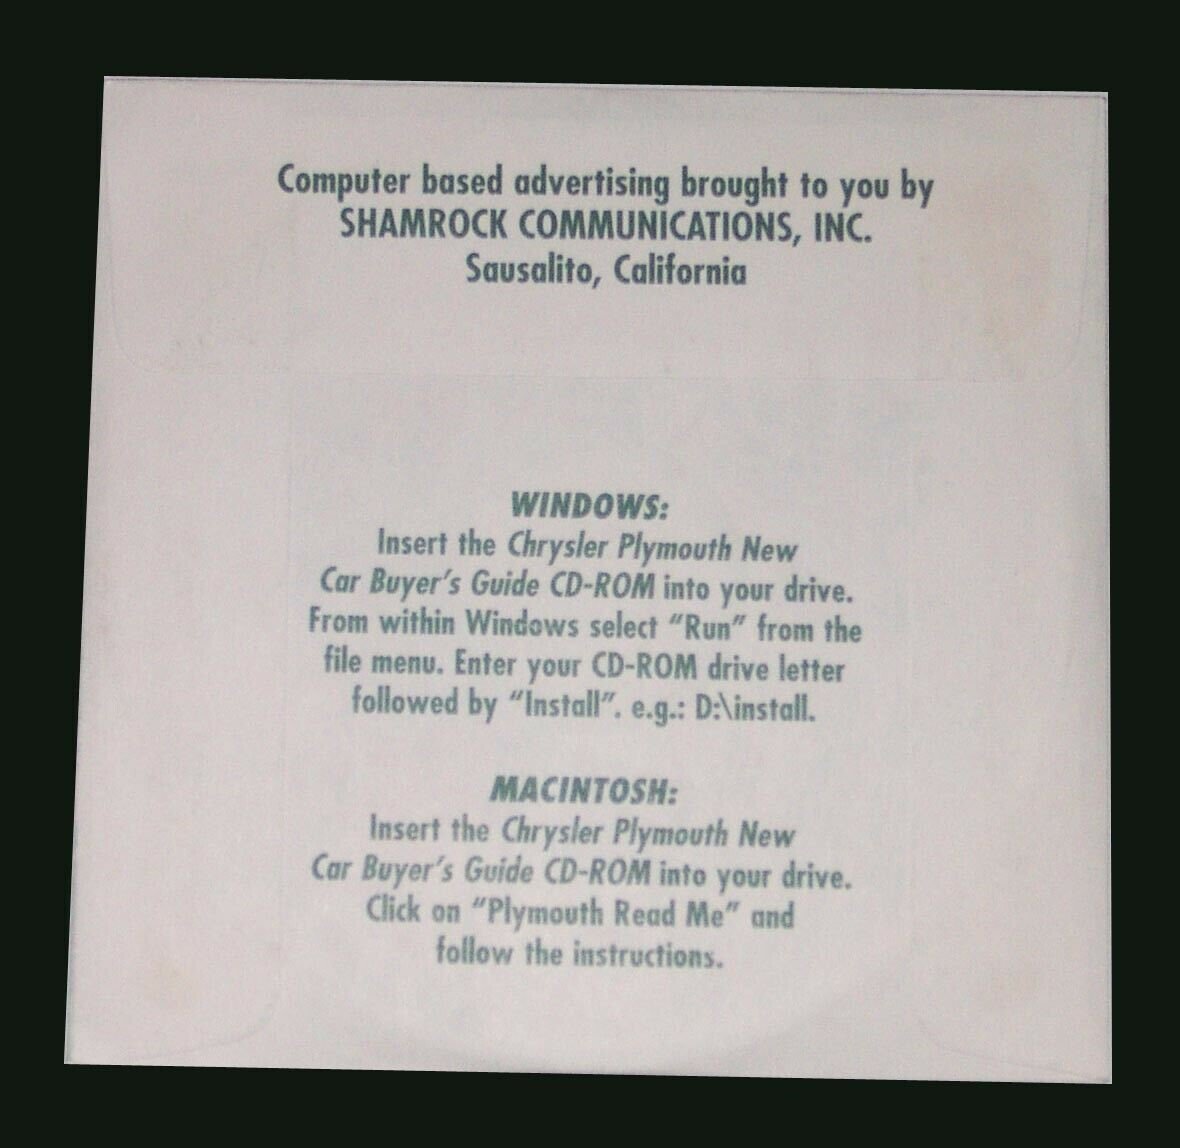 Computer based advertising brought to you by
SHAMROCK COMMUNICATIONS, INC.
Sausalito, California
WINDOWS:
Insert the Chrysler Plymouth New
Car Buyer's Guide CD-ROM into your drive.
From within Windows select "Run" from the
file menu. Enter your CD-ROM drive letter
followed by "Install". e.g.: D:\install.
MACINTOSH:
Insert the Chrysler Plymouth New
Car Buyer's Guide CD-ROM into your drive.
Click on "Plymouth Read Me" and
follow the instructions.